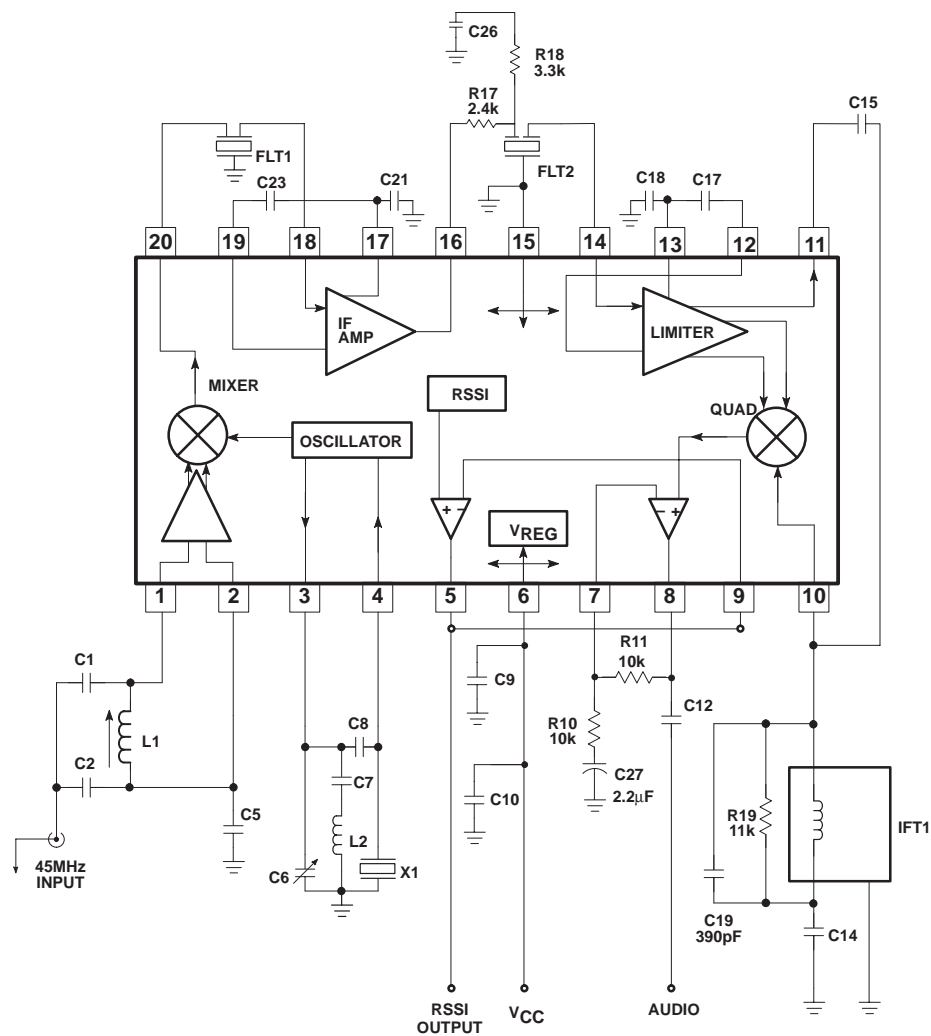 C26
R18
3.3k
R17
2.4k
C15
FLT1
FLT2
C23
C21
C18
C17
20
19
18
17
16
15
14
13
12
11
IF
AMP
LIMITER
MIXER
RSSI
QUAD
OSCILLATOR
+ −
− +
VREG
1
2
3
4
5
6
7
8
9
10
C1
L1
C2
C5
45MHz
INPUT
C8
C7
L2
C6
X1
C9
C10
R11
10k
R10
10k
C12
C27
2.2μF
R19
11k
IFT1
C19
390pF
C14
RSSI
OUTPUT
VCC
AUDIO